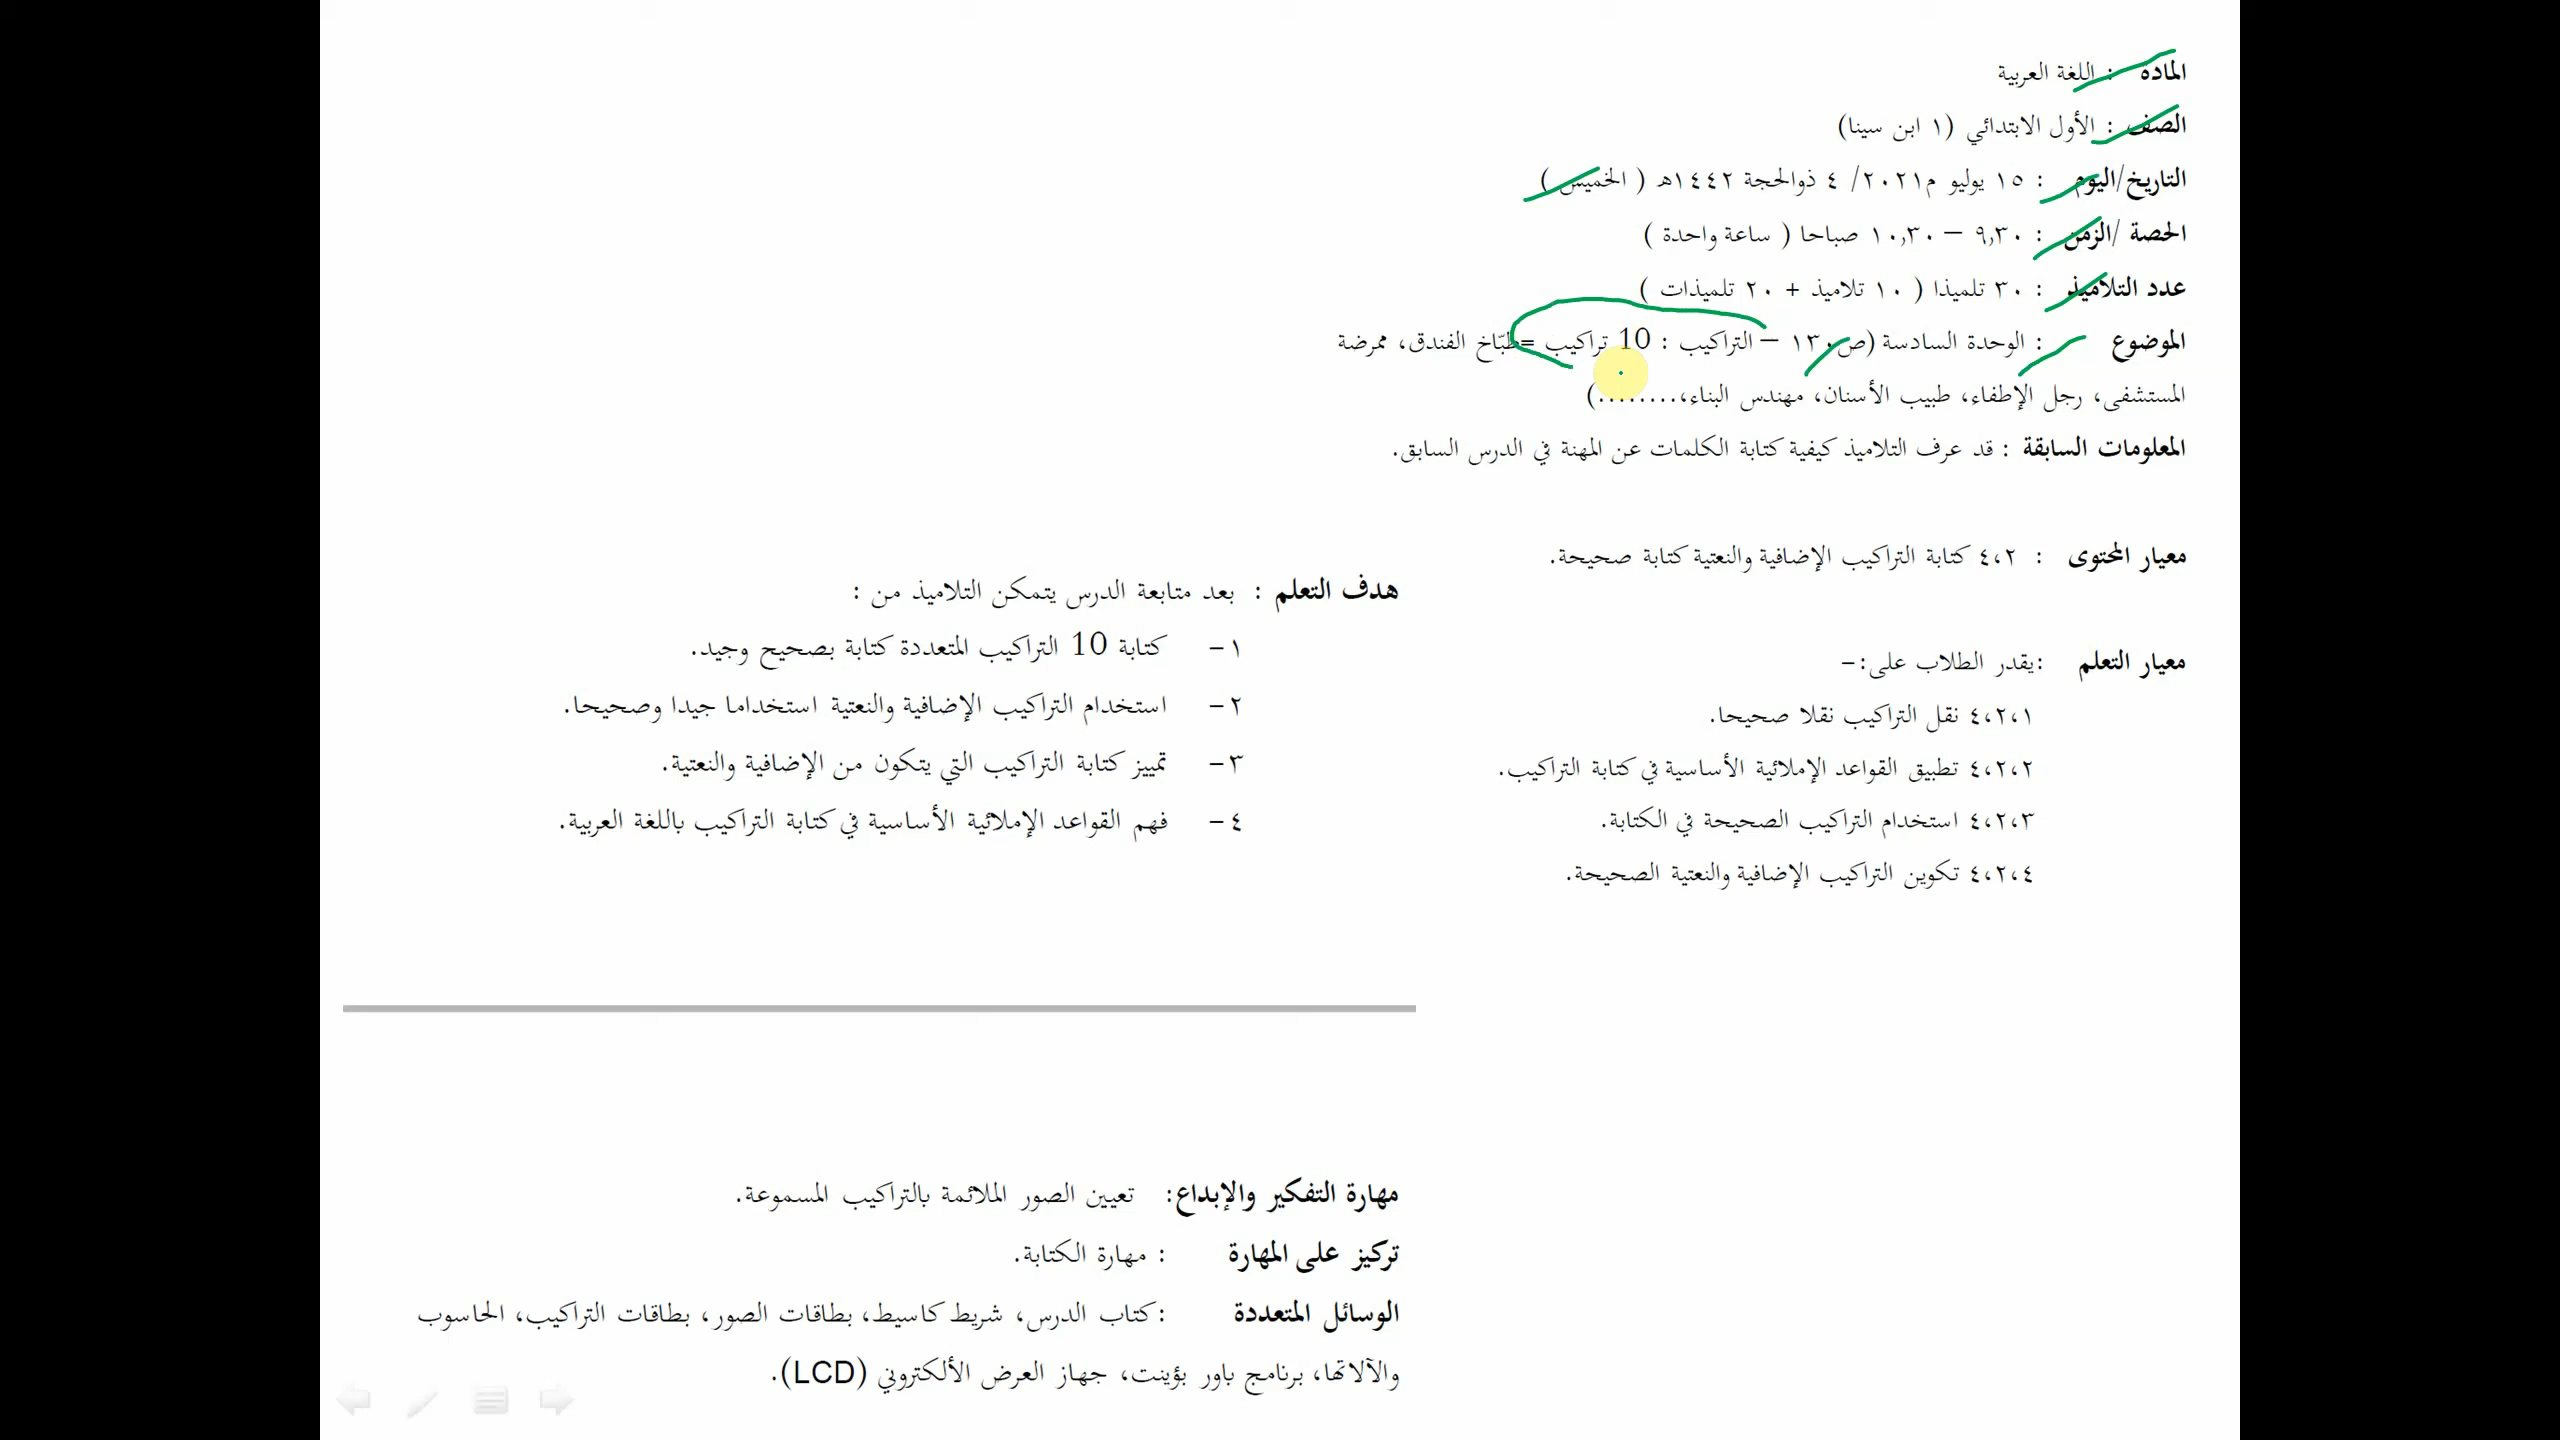 المادة : اللغة العربية
الصف : الأول الابتدائي (١ ابن سينا)
التاريخ/اليوم : ١٥ يوليو م٢٠٢١/ ٤ ذوالحجة ١٤٤٢هـ ( الخميس )
الحصة /الزمن : ٩,٣٠ – ١٠,٣٠ صباحا ( ساعة واحدة )
عدد التلاميذ : ٣٠ تلميذا ( ١٠ تلاميذ + ٢٠ تلميذات )
الموضوع : الوحدة السادسة (ص١٣٠ – التراكيب : 10 تراكيب =طبّاخ الفندق، ممرضة
المستشفى، رجل الإطفاء، طبيب الأسنان، مهندس البناء،........)
المعلومات السابقة : قد عرف التلاميذ كيفية كتابة الكلمات عن المهنة في الدرس السابق.
معيار المحتوى : ٤،٢ كتابة التراكيب الإضافية والنعتية كتابة صحيحة.
معيار التعلم :يقدر الطلاب على:-
٤،٢،١ نقل التراكيب نقلا صحيحا.
٤،٢،٢ تطبيق القواعد الإملائية الأساسية في كتابة التراكيب.
٤،٢،٣ استخدام التراكيب الصحيحة في الكتابة.
٤،٢،٤ تكوين التراكيب الإضافية والنعتية الصحيحة.
هدف التعلم : بعد متابعة الدرس يتمكن التلاميذ من :
١- كتابة 10 التراكيب المتعددة كتابة بصحيح وجيد.
٢- استخدام التراكيب الإضافية والنعتية استخداما جيدا وصحيحا.
٣- تمييز كتابة التراكيب التي يتكون من الإضافية والنعتية.
٤- فهم القواعد الإملائية الأساسية في كتابة التراكيب باللغة العربية.
مهارة التفكير والإبداع: تعيين الصور الملائمة بالتراكيب المسموعة.
تركيز على المهارة : مهارة الكتابة.
الوسائل المتعددة :كتاب الدرس، شريط كاسيط، بطاقات الصور، بطاقات التراكيب، الحاسوب
والآلاتها، برنامج باور بؤينت، جهاز العرض الألكتروني (LCD).